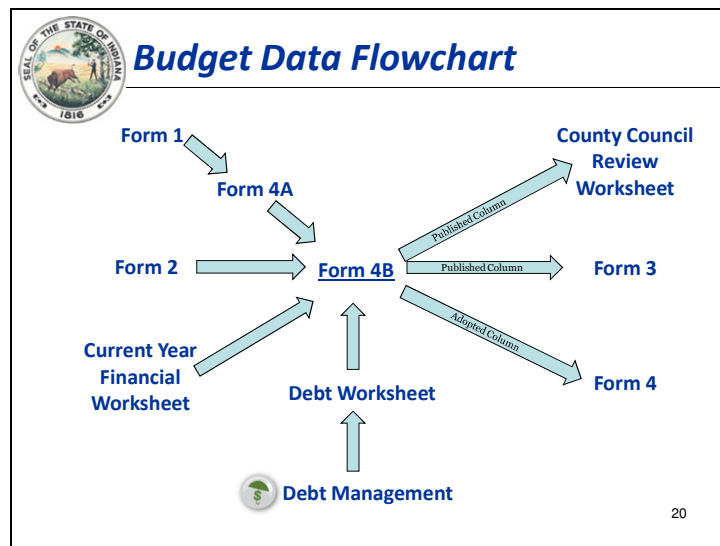 SEAL OF THE STATE OF INDIANA
1816
Budget Data Flowchart
Form 1
Form 4A
Form 2
Current Year
Financial
Worksheet
Form 4B
Debt Worksheet
$
Debt Management
Published Column
County Council
Review
Worksheet
Published Column
Form 3
Adopted Column
Form 4
20